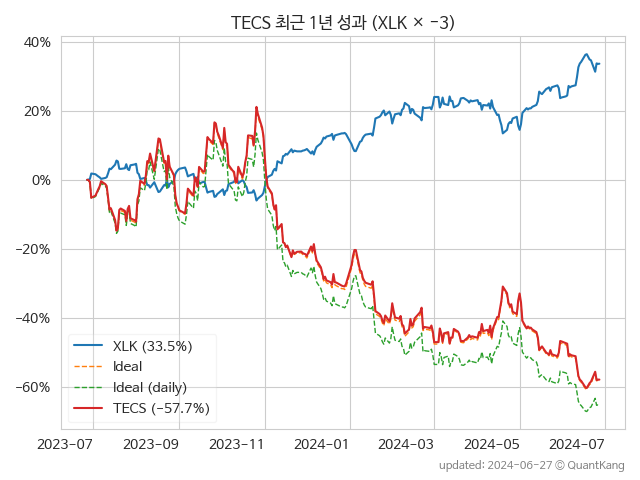 TECS 최근 1년 성과 (XLK × −3)
40%
20%
0%
−20%
−40%
−60%
XLK (33.5%)
Ideal
Ideal (daily)
TECS (−57.7%)
2023-07 2023-09 2023-11 2024-01 2024-03 2024-05 2024-07
updated: 2024-06-27 © QuantKang